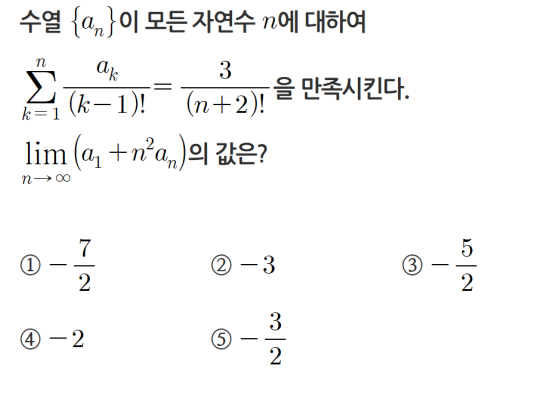 수열 {a_n}이 모든 자연수 n에 대하여
\sum_{k=1}^{n} \frac{a_k}{(k-1)!} = \frac{3}{(n+2)!} 을 만족시킨다.
\lim_{n→∞} (a_1 + n^2 a_n)의 값은?
① -\frac{7}{2} ② -3 ③ -\frac{5}{2}
④ -2 ⑤ -\frac{3}{2}